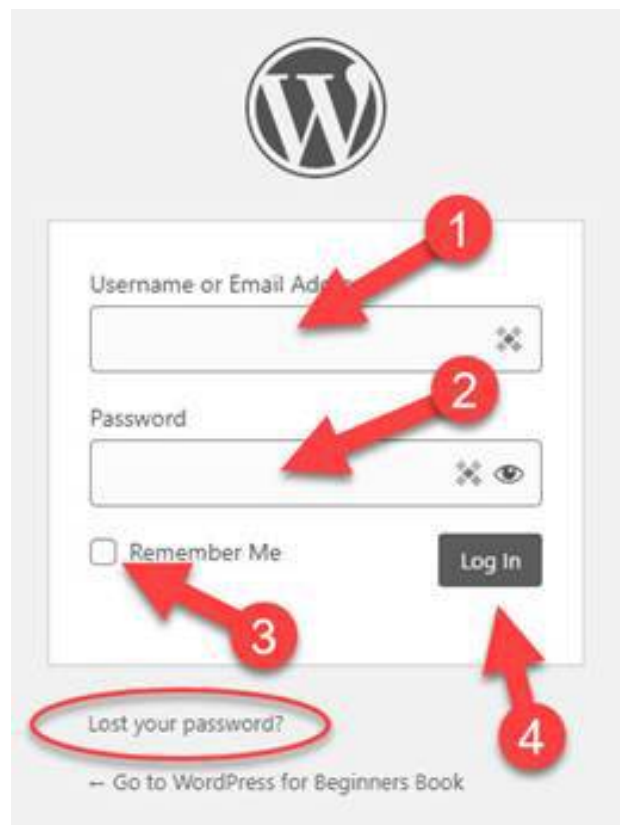 W
1
Username or Email Add
2
Password
Remember Me
Log In
3
Lost your password?
4
← Go to WordPress for Beginners Book